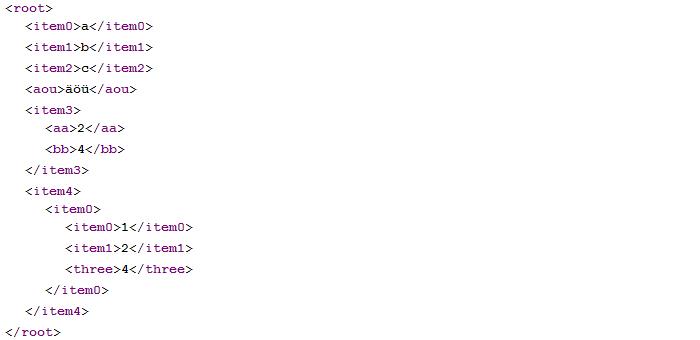 <root>
<item0>a</item0>
<item1>b</item1>
<item2>c</item2>
<aou>äöü</aou>
<item3>
<aa>2</aa>
<bb>4</bb>
</item3>
<item4>
<item0>
<item0>1</item0>
<item1>2</item1>
<three>4</three>
</item0>
</item4>
</root>